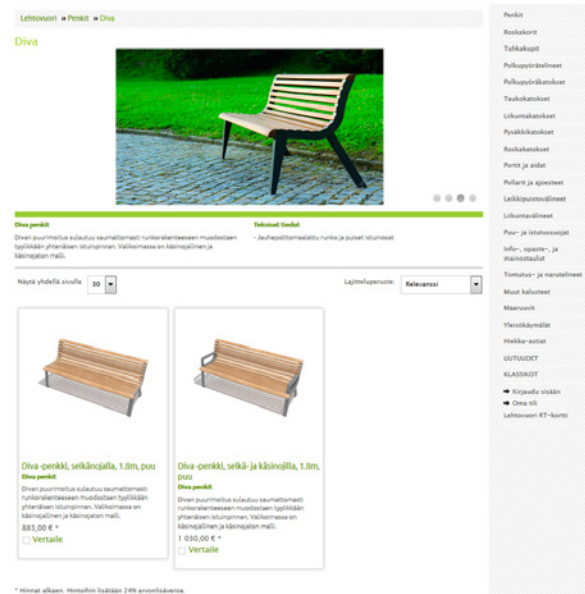 Lehtovuori » Penkit » Diva
Diva
Diva penkit
Divan puurimoitus sulautuu saumattomasti runkorakenteeseen muodostaen
tyylikkään yhtenäisen istuinpinnan. Valikoimassa on käsinojallinen ja
käsinojaton malli.
Tekniset tiedot
-Jauhepolttomaalattu runko ja puiset istuinosat
Näytä yhdellä sivulla 30
Lajitteluperuste: Relevanssi
Diva -penkki, selkänojalla, 1.8m, puu
Diva penkit
Divan puurimoitus sulautuu saumattomasti
runkorakenteeseen muodostaen tyylikkään
yhtenäisen istuinpinnan. Valikoimassa on
käsinojallinen ja käsinojaton malli.
883,00 € *
Vertaile
Diva -penkki, selkä- ja käsinojilla, 1.8m,
puu
Diva penkit
Divan puurimoitus sulautuu saumattomasti
runkorakenteeseen muodostaen tyylikkään
yhtenäisen istuinpinnan. Valikoimassa on
käsinojallinen ja käsinojaton malli.
1 030,00 € *
Vertaile
* Hinnat alkaen. Hintoihin lisätään 24% arvonlisäveroa.
Penkit
Roskakorit
Tuhkakupit
Polkupyörätelineet
Polkupyöräkatokset
Taukokatokset
Liikuntakatokset
Pysäkkikatokset
Roskakatokset
Portit ja aidat
Pollarit ja ajoesteet
Leikkipuistovälineet
Liikuntavälineet
Puu- ja istutussuojat
Info-, opaste-, ja
mainostaulut
Tomutus- ja narutelineet
Muut kalusteet
Maaruuvit
Yleisökäymälät
Hiekka-astiat
UUTUUDET
KLASSIKOT
Kirjaudu sisään
Oma tili
Lehtovuori RT-kortti